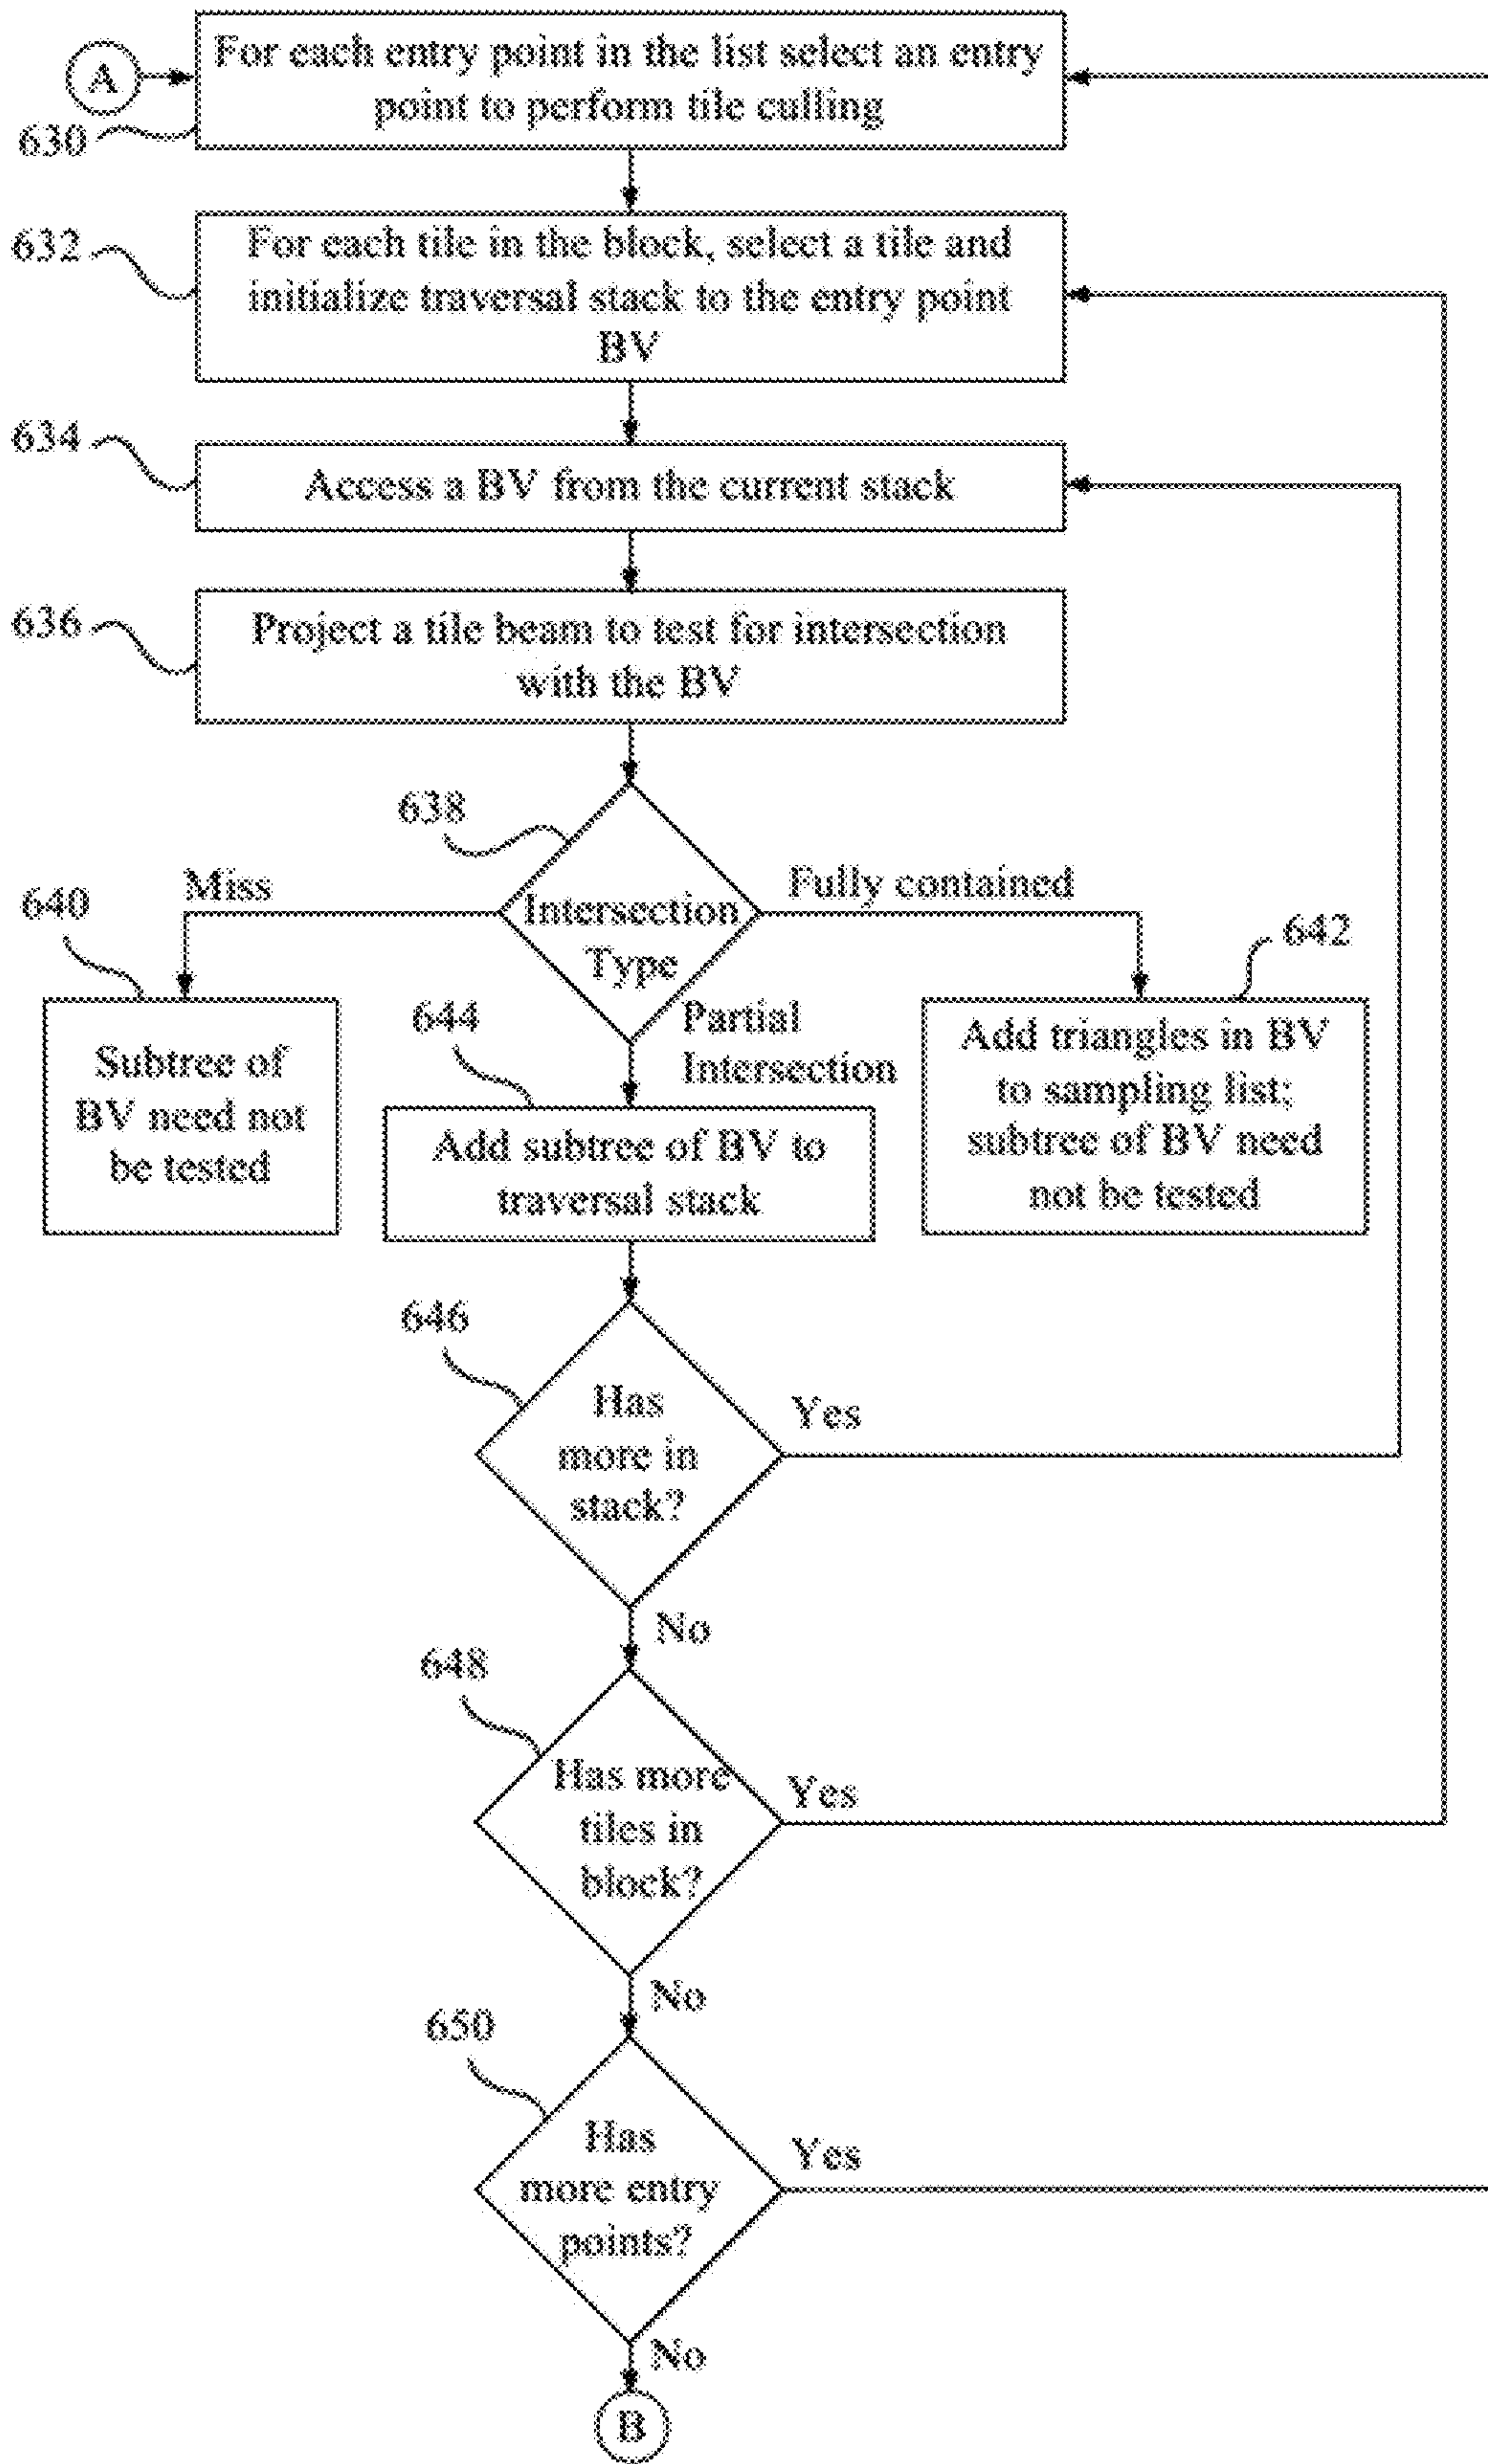 A
For each entry point in the list select an entry
point to perform tile culling
630
632
For each tile in the block, select a tile and
initialize traversal stack to the entry point
BV
634
Access a BV from the current stack
636
Project a tile beam to test for intersection
with the BV
638
Miss
Fully contained
Intersection
Type
640
642
644
Partial
Intersection
Subtree of
BV need not
be tested
Add triangles in BV
to sampling list;
subtree of BV need
not be tested
Add subtree of BV to
traversal stack
646
Has
more in
stack?
Yes
No
648
Has more
tiles in
block?
Yes
No
650
Has
more entry
points?
Yes
No
B